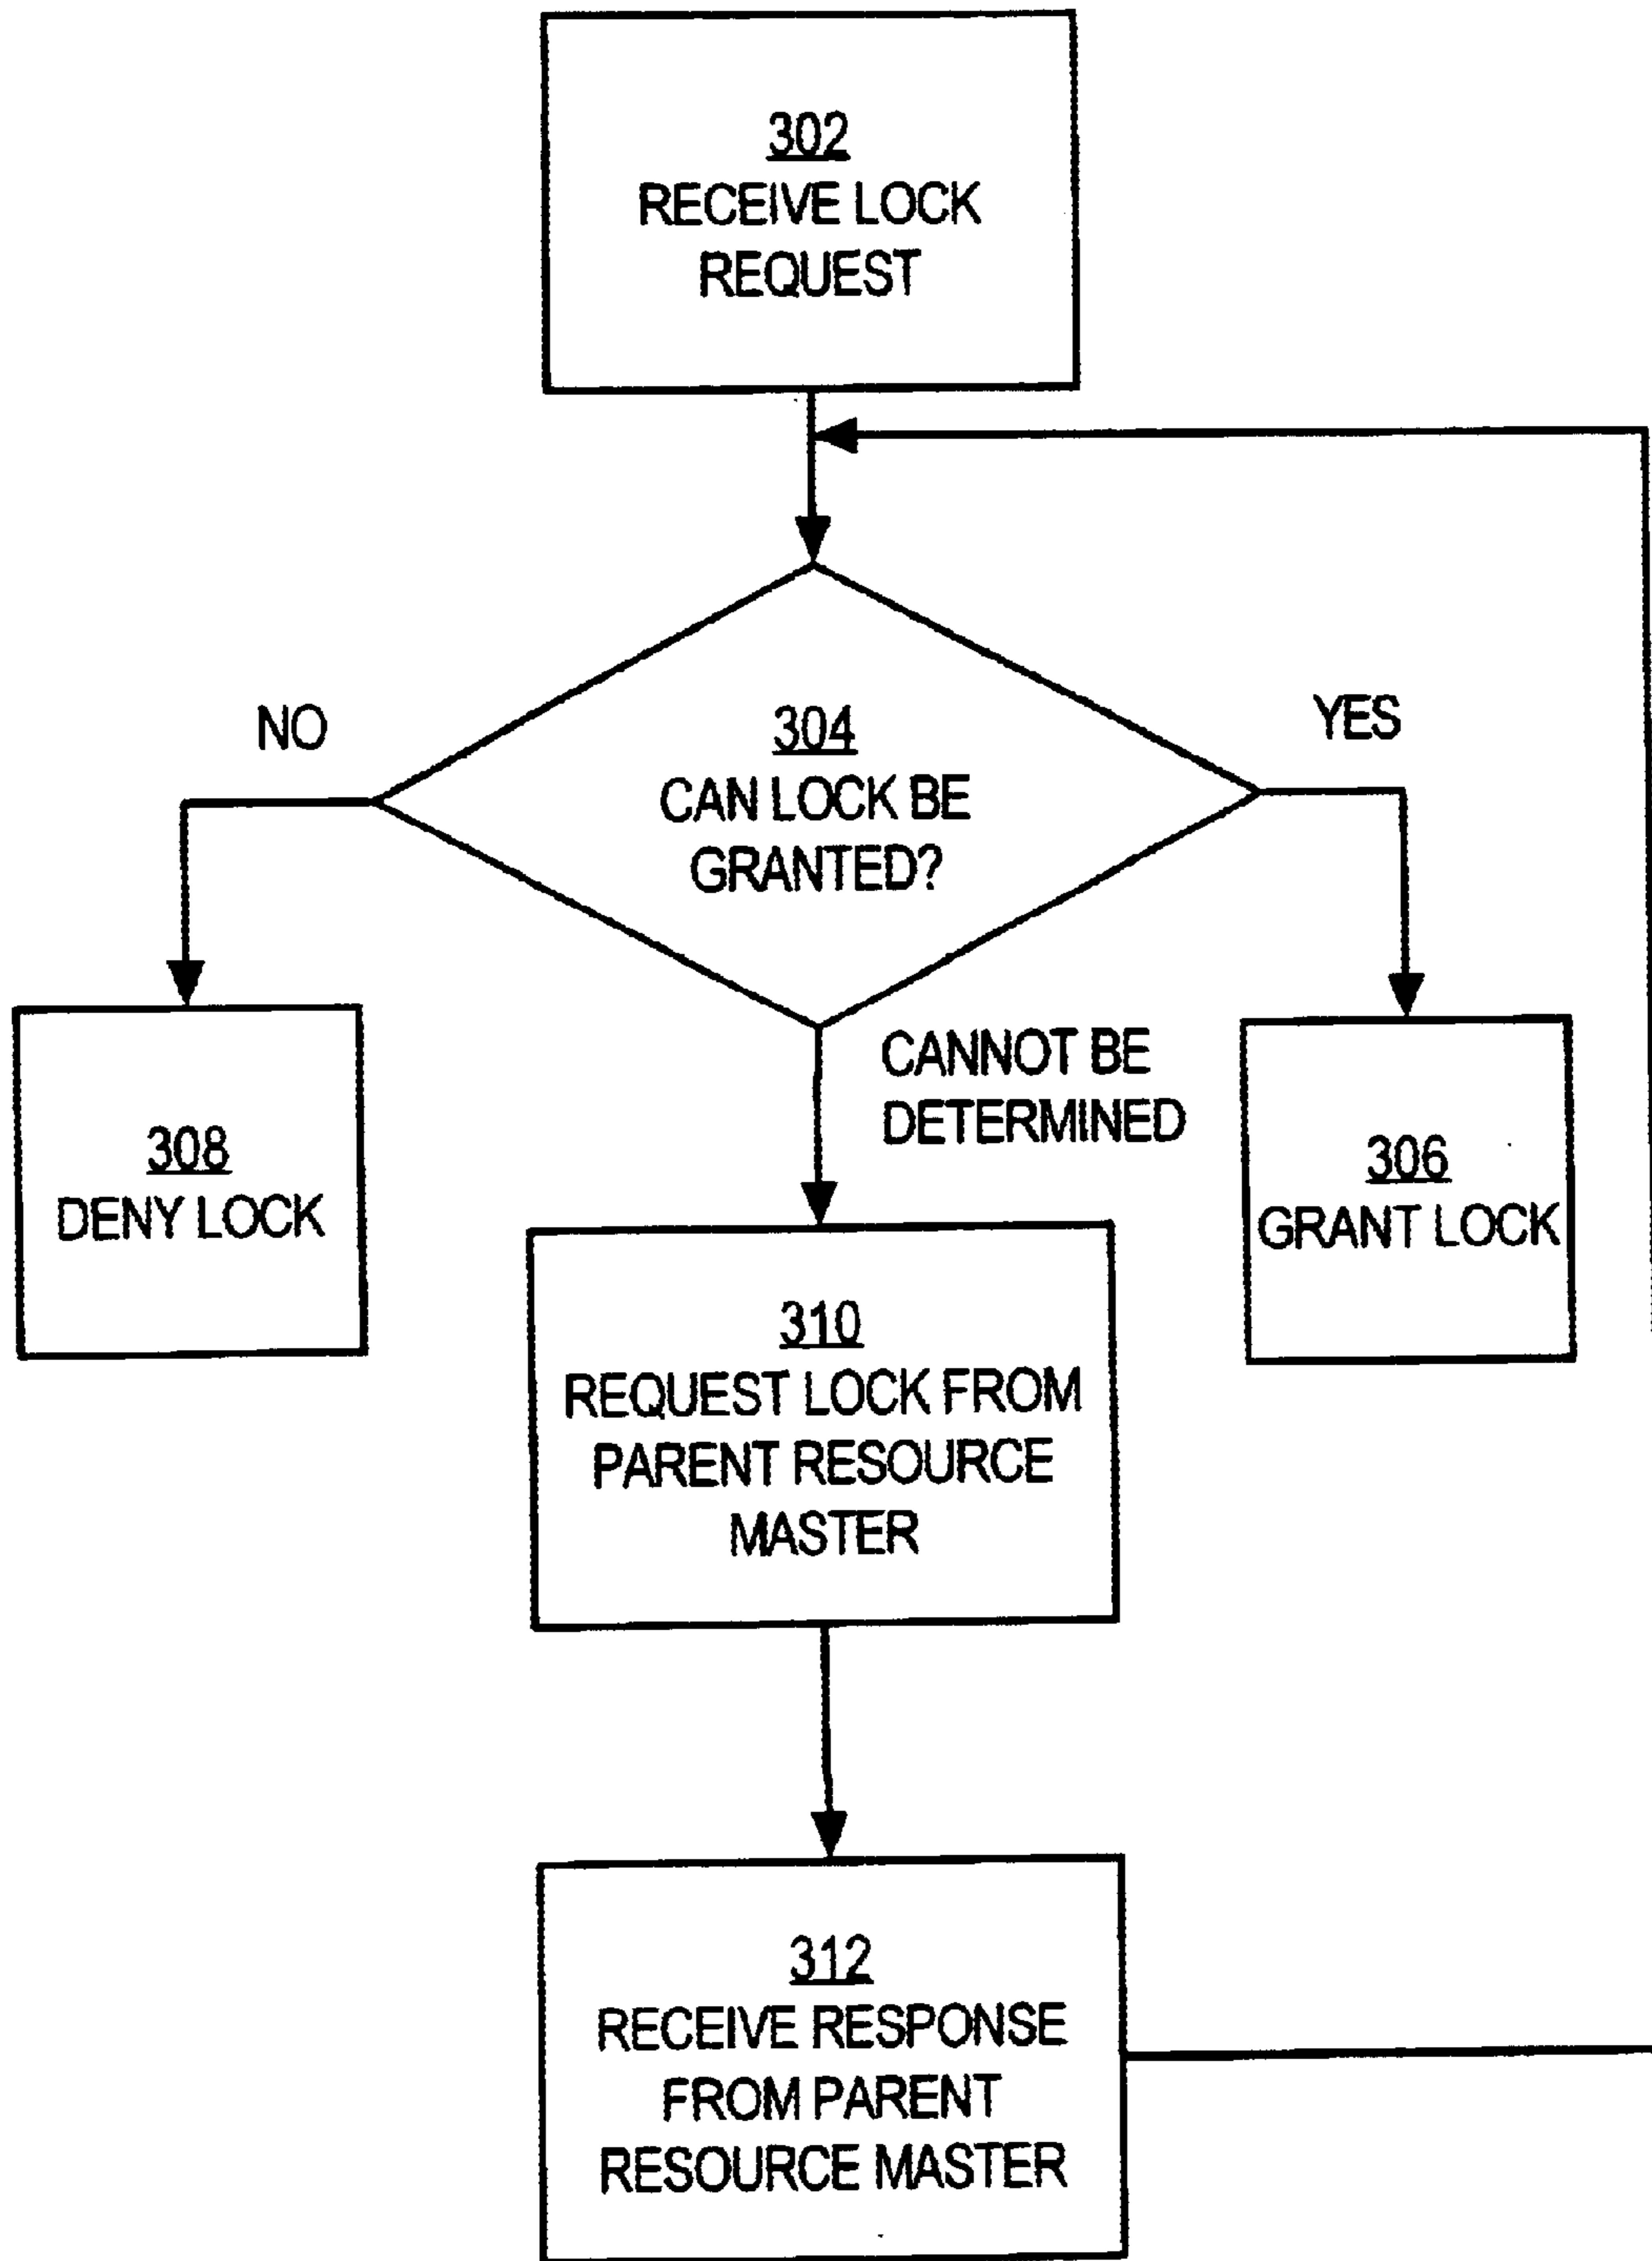 302
RECEIVE LOCK
REQUEST
NO
304
CAN LOCK BE
GRANTED?
YES
308
DENY LOCK
CANNOT BE
DETERMINED
306
GRANT LOCK
310
REQUEST LOCK FROM
PARENT RESOURCE
MASTER
312
RECEIVE RESPONSE
FROM PARENT
RESOURCE MASTER